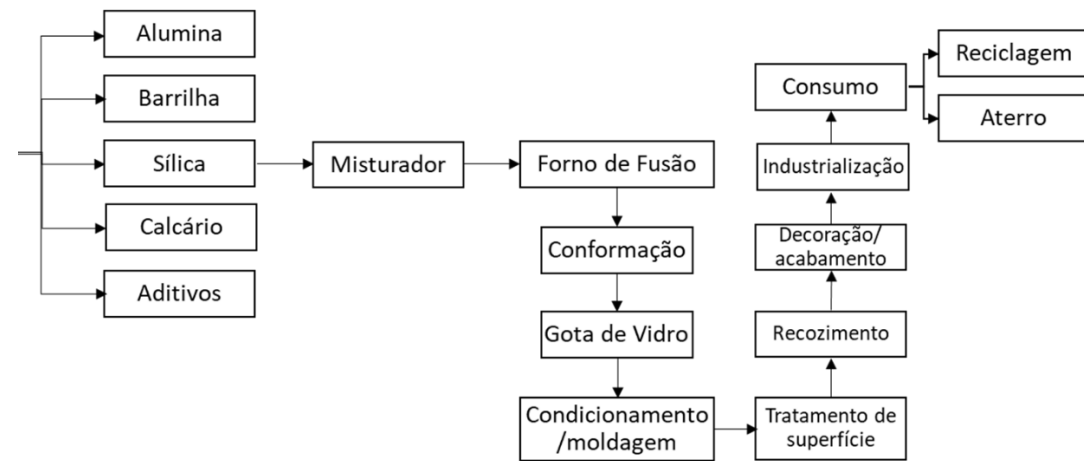 Alumina
Barrilha
Sílica
Calcário
Aditivos
Misturador
Forno de Fusão
Conformação
Gota de Vidro
Condicionamento
/moldagem
Tratamento de
superfície
Recozimento
Decoração/
acabamento
Industrialização
Consumo
Reciclagem
Aterro